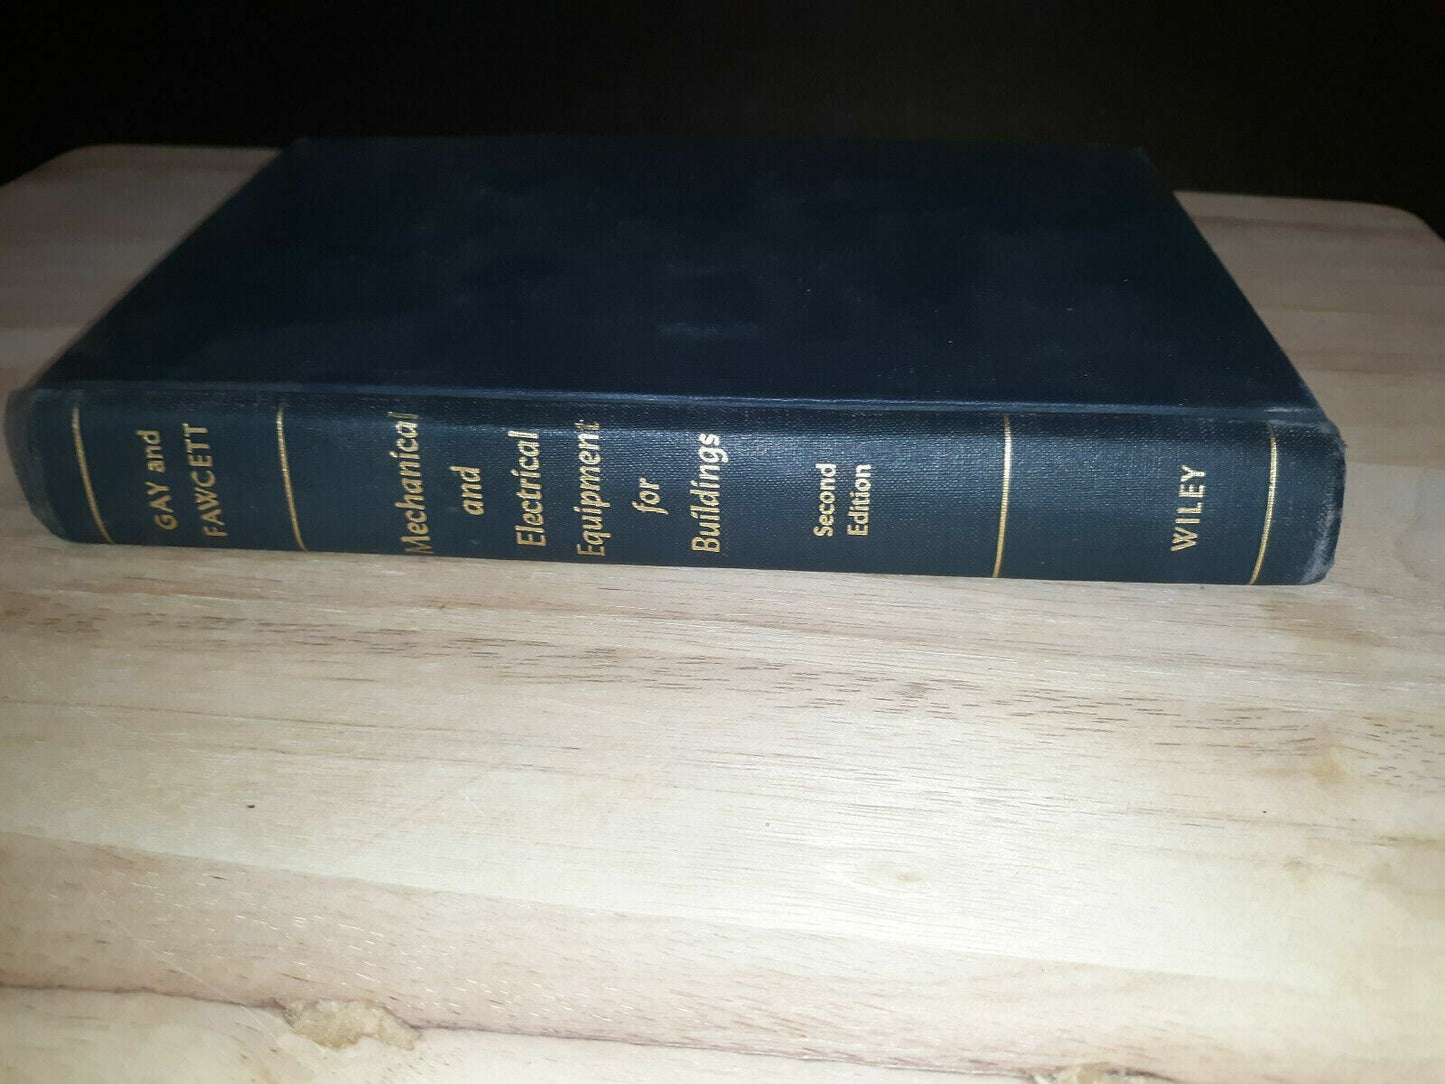 GAY and
FAWCETT
Mechanical
and
Electrical
Equipment
for
Buildings
Second
Edition
WILEY